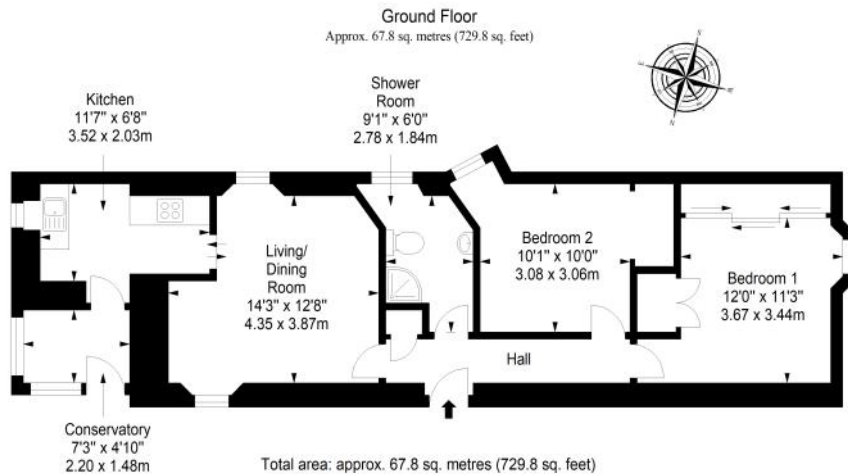 Ground Floor
Approx. 67.8 sq. metres (729.8 sq. feet)
Kitchen
11'7" x 6'8"
3.52 x 2.03m
Shower
Room
9'1" x 6'0"
2.78 x 1.84m
Living/
Dining
Room
14'3" x 12'8"
4.35 x 3.87m
Bedroom 2
10'1" x 10'0"
3.08 x 3.06m
Bedroom 1
12'0" x 11'3"
3.67 x 3.44m
Hall
Conservatory
7'3" x 4'10"
2.20 x 1.48m
Total area: approx. 67.8 sq. metres (729.8 sq. feet)